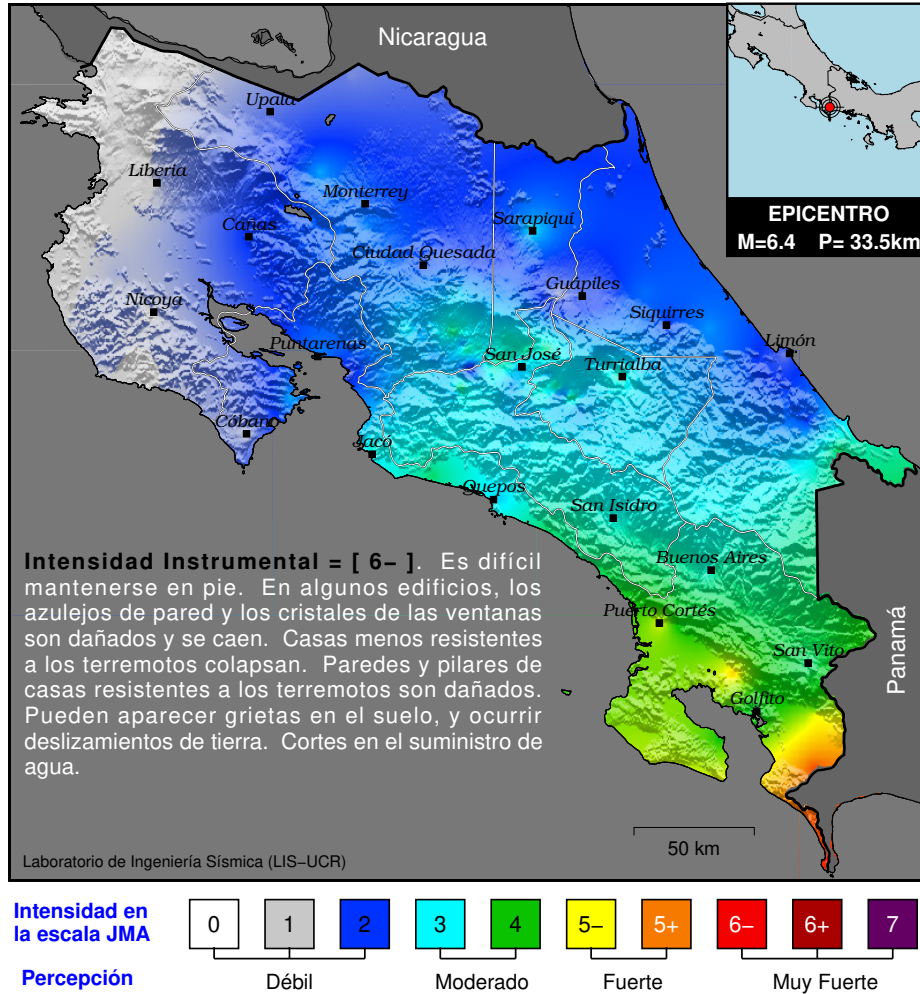 Nicaragua
Upala
Liberia
Monterrey
Cañas
Sarapiquí
Ciudad Quesada
EPICENTRO
M=6.4 P= 33.5km
Guápiles
Nicoya
Siquirres
Puntarenas
San José
Limón
Turrialba
Cóbano
Jacó
Quepos
San Isidro
Buenos Aires
Puerto Cortés
San Vito
Golfito
Panamá
Intensidad Instrumental = [ 6– ]. Es difícil
mantenerse en pie. En algunos edificios, los
azulejos de pared y los cristales de las ventanas
son dañados y se caen. Casas menos resistentes
a los terremotos colapsan. Paredes y pilares de
casas resistentes a los terremotos son dañados.
Pueden aparecer grietas en el suelo, y ocurrir
deslizamientos de tierra. Cortes en el suministro de
agua.
50 km
Laboratorio de Ingeniería Sísmica (LIS–UCR)
Intensidad en
la escala JMA
0 1 2 3 4 5– 5+ 6– 6+ 7
Percepción
Débil Moderado Fuerte Muy Fuerte